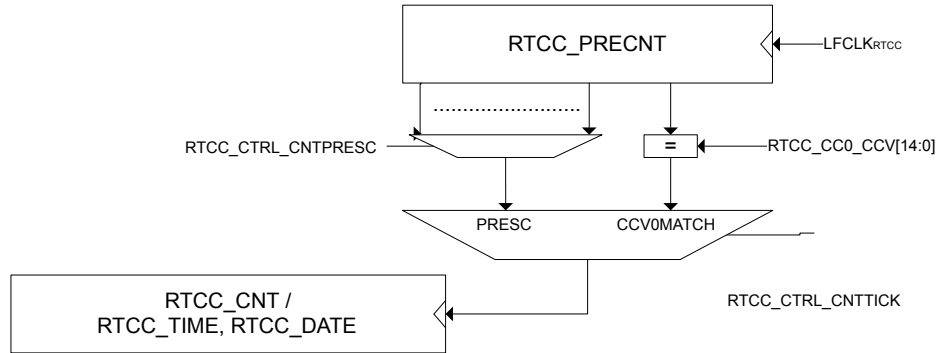 RTCC_PRECNT
LFCLKRTCC
RTCC_CTRL_CNTPRESC
=
RTCC_CC0_CCV[14:0]
PRESC
CCV0MATCH
RTCC_CNT /
RTCC_TIME, RTCC_DATE
RTCC_CTRL_CNTTICK